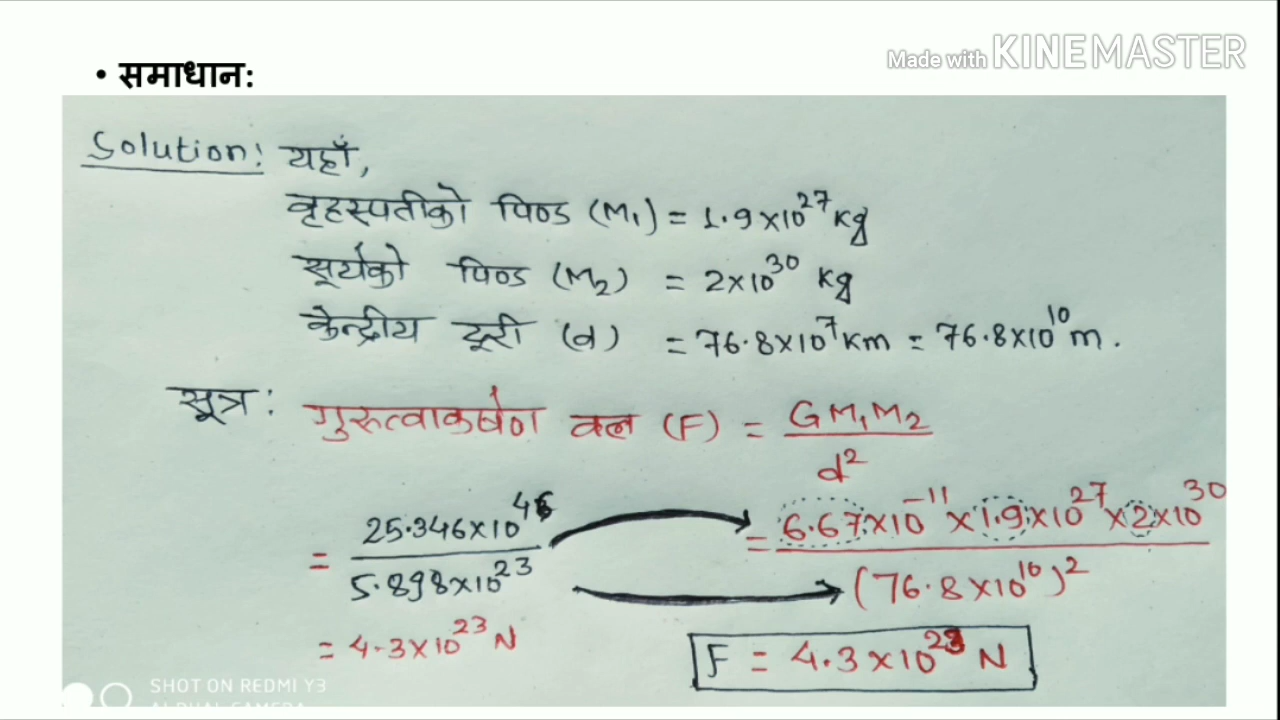 Made with KINEMASTER
• समाधान:
Solution: यहाँ,
वृहस्पतीको पिण्ड (M₁) = 1.9×10²⁷ kg
सूर्यको पिण्ड (M₂) = 2×10³⁰ kg
केन्द्रीय दूरी (d) = 76.8×10⁷ km = 76.8×10¹⁰ m.
सूत्र: गुरुत्वाकर्षण वल (F) = GM₁M₂ / d²
= 6.67×10⁻¹¹ × 1.9×10²⁷ × 2×10³⁰ / (76.8×10¹⁰)²
= 25.346×10⁴⁶ / 5.898×10²³
= 4.3×10²³ N
F = 4.3×10²³ N
SHOT ON REDMI Y3